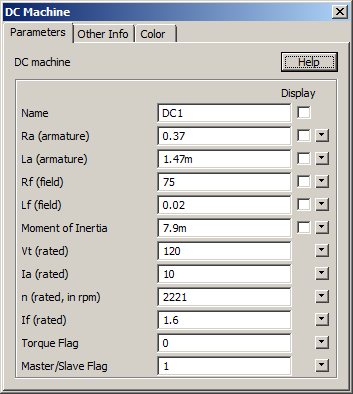 DC Machine
Parameters Other Info Color
DC machine Help
Display
Name DC1
Ra (armature) 0.37
La (armature) 1.47m
Rf (field) 75
Lf (field) 0.02
Moment of Inertia 7.9m
Vt (rated) 120
Ia (rated) 10
n (rated, in rpm) 2221
If (rated) 1.6
Torque Flag 0
Master/Slave Flag 1